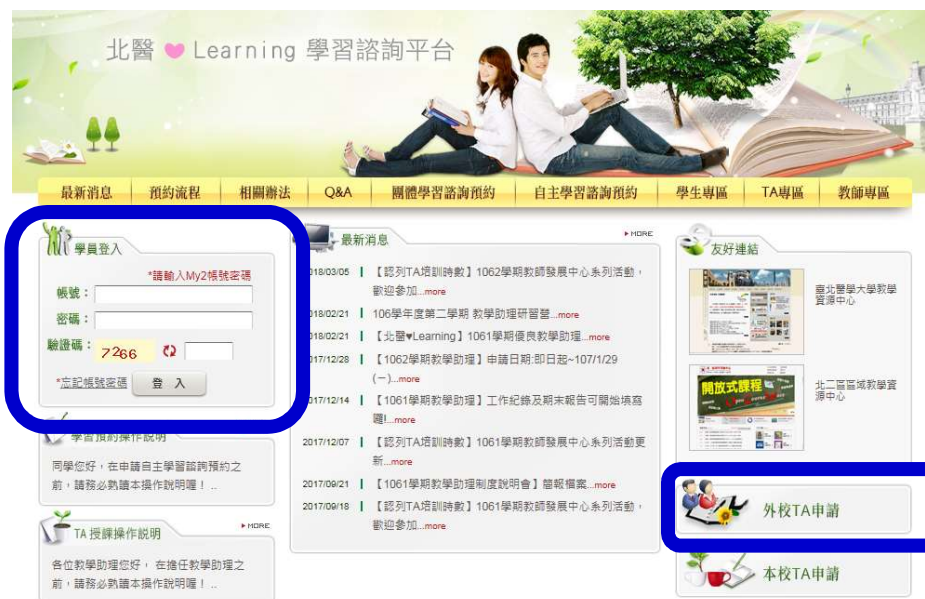 北醫 ♥ Learning 學習諮詢平台
最新消息 預約流程 相關辦法 Q&A 團體學習諮詢預約 自主學習諮詢預約 學生專區 TA專區 教師專區
學員登入
*請輸入My2帳號密碼
帳號：
密碼：
驗證碼： 7266
*忘記帳號密碼 登 入
學習預約操作說明
同學您好，在申請自主學習諮詢預約之
前，請務必熟讀本操作說明喔！ ..
TA 授課操作說明 MORE
各位教學助理您好， 在擔任教學助理之
前，請務必熟讀本操作說明喔！ ..
最新消息 MORE
2018/03/05 【認列TA培訓時數】1062學期教師發展中心系列活動，
歡迎參加...more
2018/02/21 106學年度第二學期 教學助理研習營...more
2018/02/21 【北醫♥Learning】1061學期優良教學助理...more
2017/12/28 【1062學期教學助理】申請日期:即日起~107/1/29
(一)...more
2017/12/14 【1061學期教學助理】工作紀錄及期末報告可開始填寫
囉!...more
2017/12/07 【認列TA培訓時數】1061學期教師發展中心系列活動更
新...more
2017/09/21 【1061學期教學助理制度說明會】簡報檔案...more
2017/09/18 【認列TA培訓時數】1061學期教師發展中心系列活動，
歡迎參加...more
友好連結
臺北醫學大學教學
資源中心
開放式課程
北二區區域教學資
源中心
外校TA申請
本校TA申請